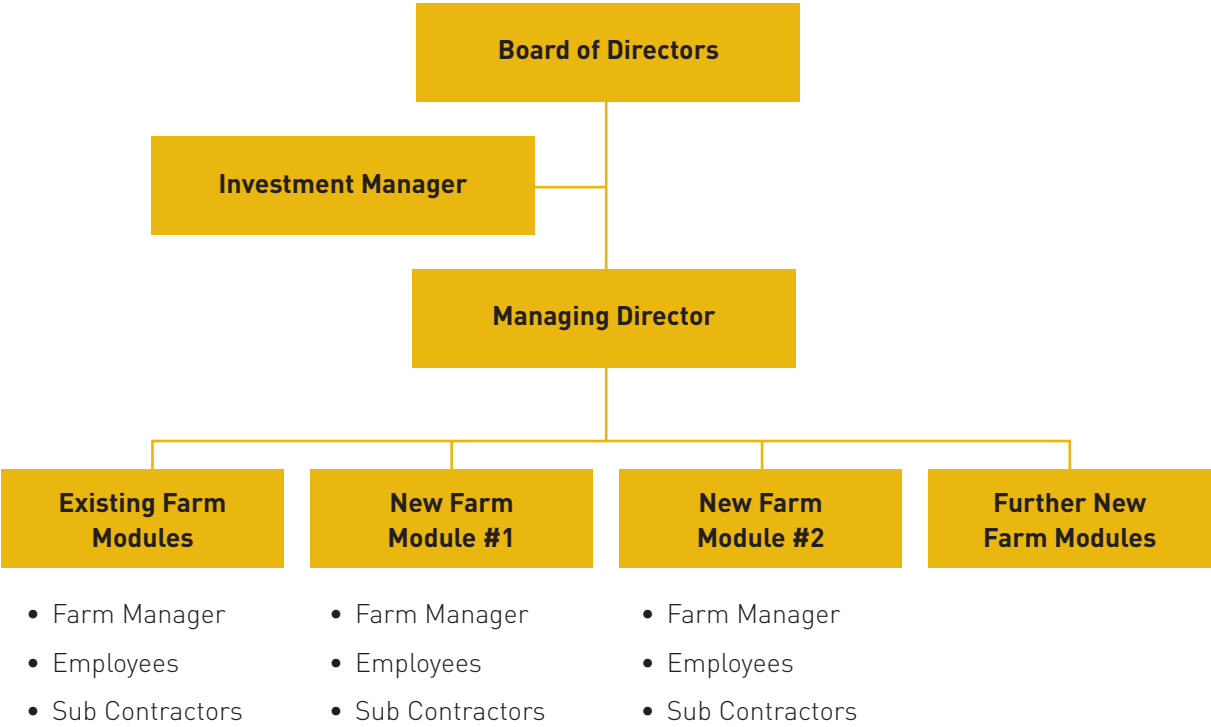 Board of Directors
Investment Manager
Managing Director
Existing Farm
Modules
• Farm Manager
• Employees
• Sub Contractors
New Farm
Module #1
• Farm Manager
• Employees
• Sub Contractors
New Farm
Module #2
• Farm Manager
• Employees
• Sub Contractors
Further New
Farm Modules